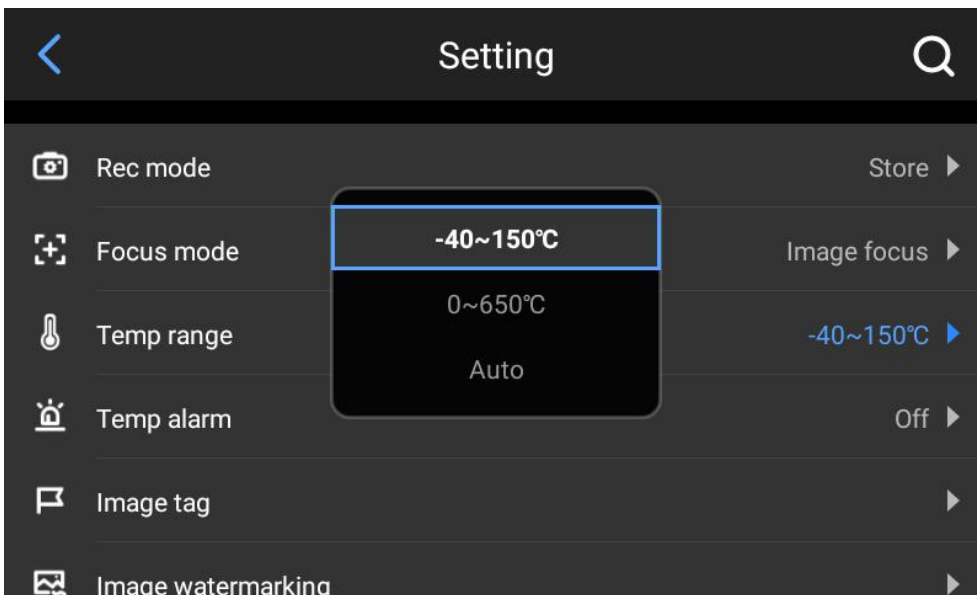 Setting
Rec mode
Store
-40~150℃
Focus mode
Image focus
0~650℃
Temp range
-40~150℃
Auto
Temp alarm
Off
Image tag
Image watermarking